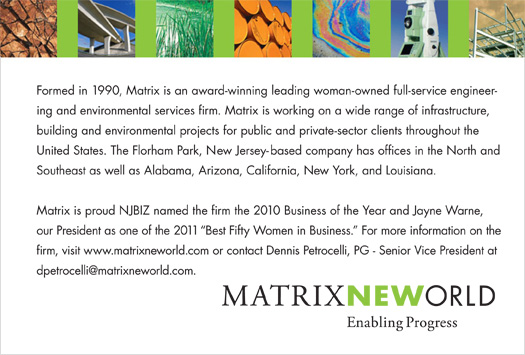 Formed in 1990, Matrix is an award-winning leading woman-owned full-service engineer-
ing and environmental services firm. Matrix is working on a wide range of infrastructure,
building and environmental projects for public and private-sector clients throughout the
United States. The Florham Park, New Jersey-based company has offices in the North and
Southeast as well as Alabama, Arizona, California, New York, and Louisiana.
Matrix is proud NJBIZ named the firm the 2010 Business of the Year and Jayne Warne,
our President as one of the 2011 “Best Fifty Women in Business.” For more information on the
firm, visit www.matrixneworld.com or contact Dennis Petrocelli, PG - Senior Vice President at
dpetrocelli@matrixneworld.com.
MATRIXNEWORLD
Enabling Progress